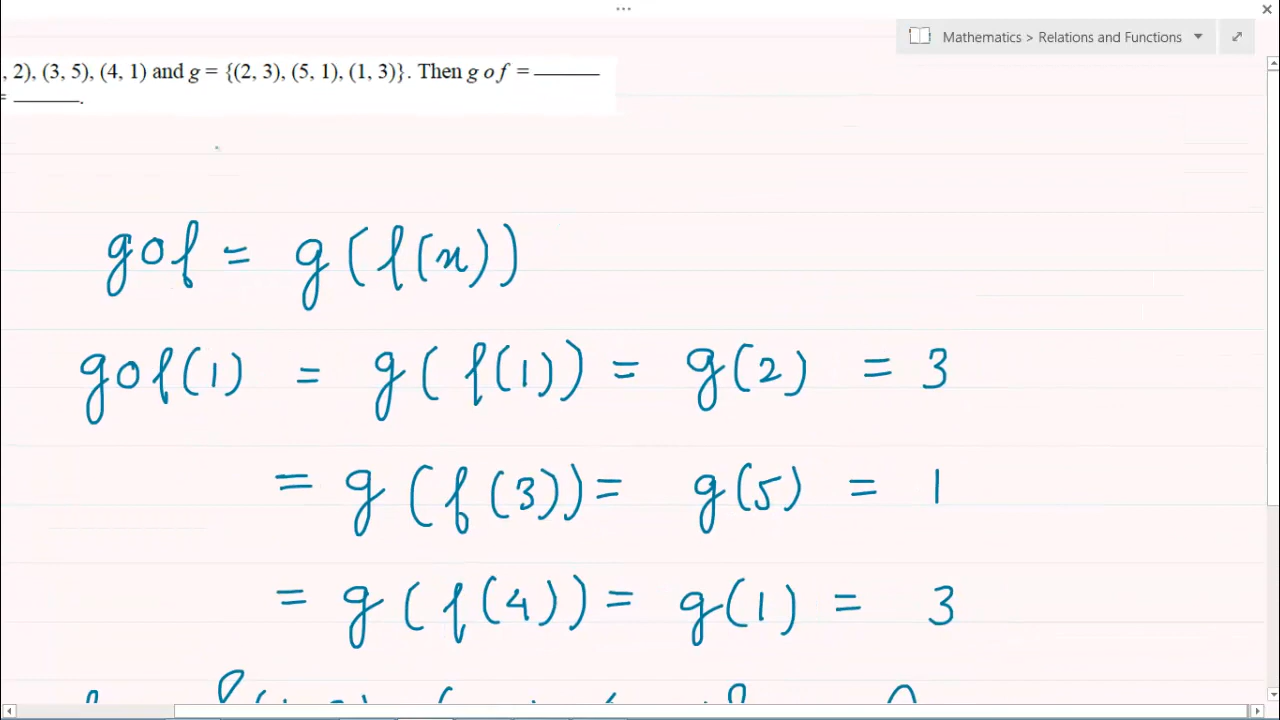 Mathematics > Relations and Functions
, 2), (3, 5), (4, 1) and g = {(2, 3), (5, 1), (1, 3)}. Then g o f = ______
= ______.
gof = g(f(x))
gof(1) = g(f(1)) = g(2) = 3
= g(f(3)) = g(5) = 1
= g(f(4)) = g(1) = 3